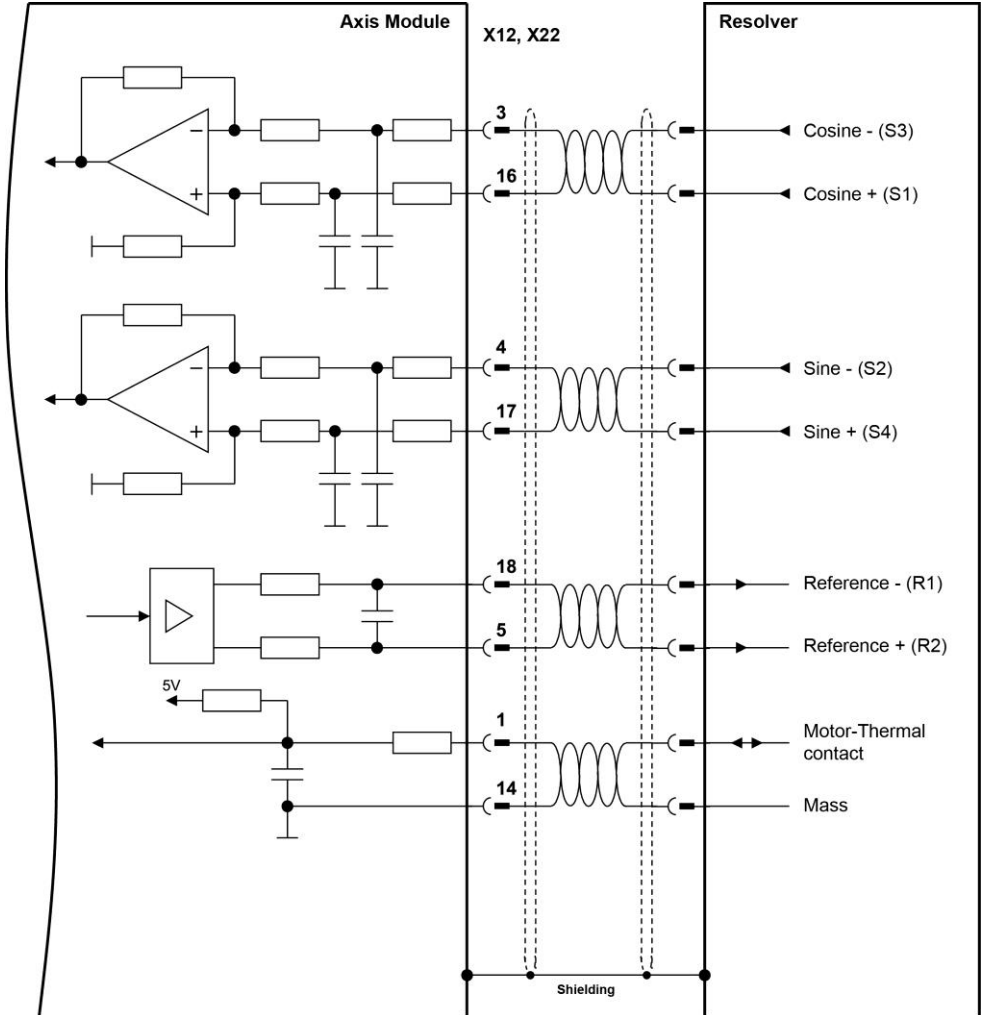 Axis Module
X12, X22
Resolver
3
Cosine - (S3)
16
Cosine + (S1)
4
Sine - (S2)
17
Sine + (S4)
18
Reference - (R1)
5
Reference + (R2)
5V
1
Motor-Thermal
contact
14
Mass
Shielding